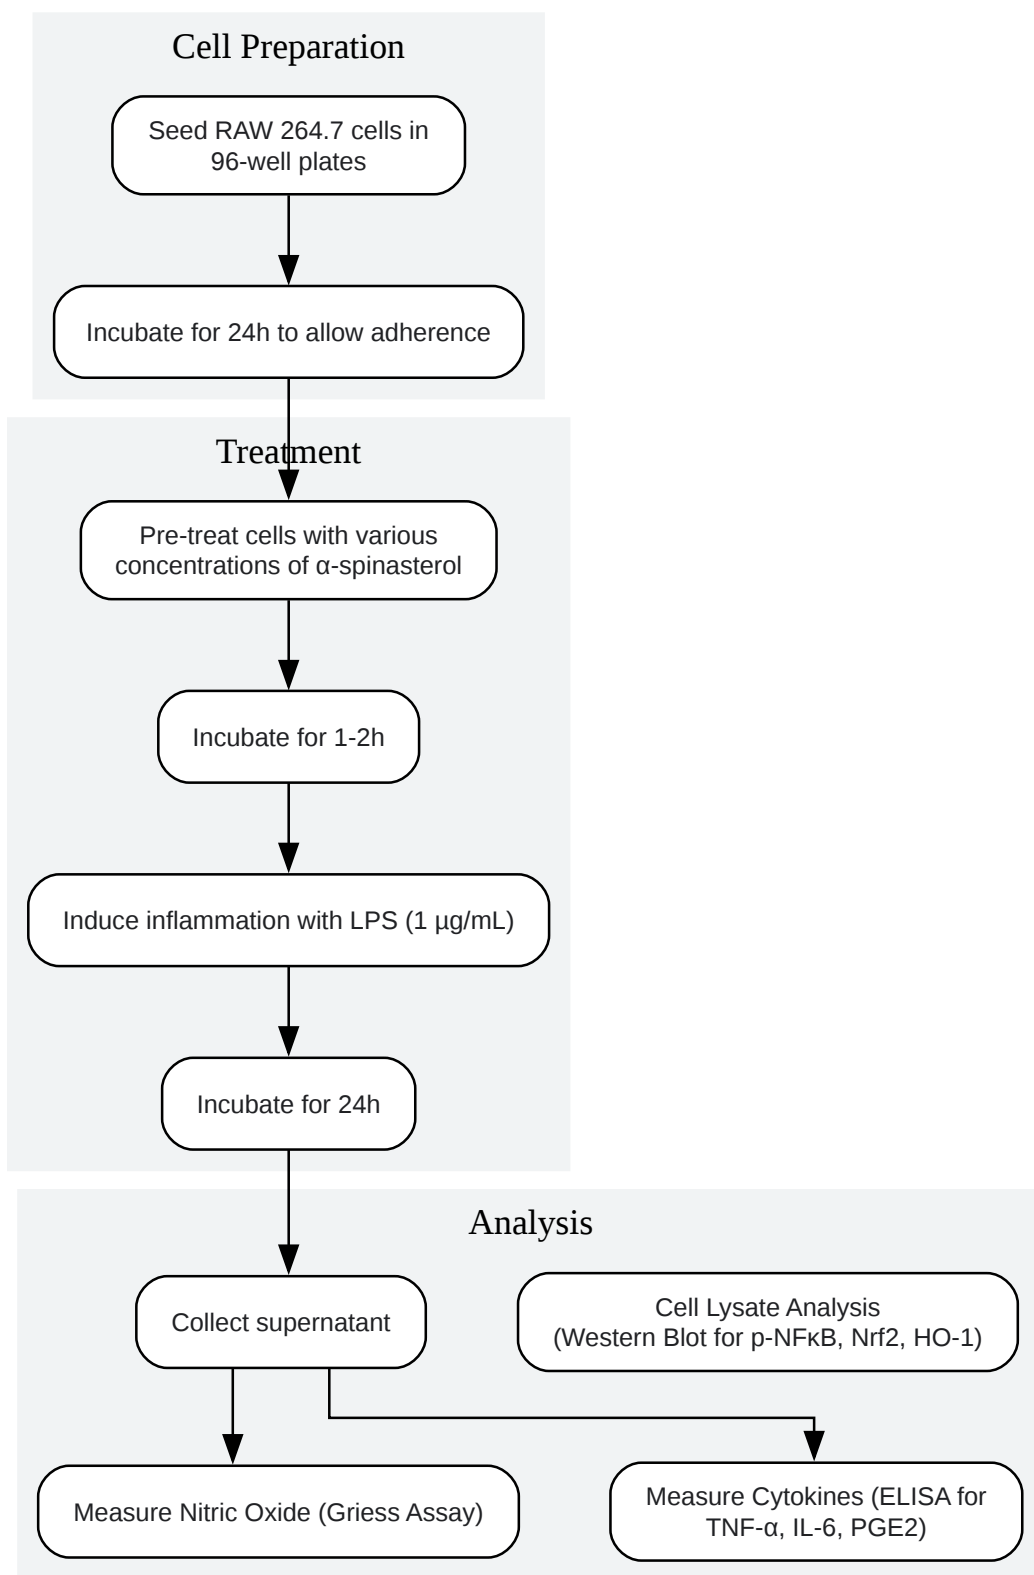 Cell Preparation
Seed RAW 264.7 cells in
96-well plates
Incubate for 24h to allow adherence
Treatment
Pre-treat cells with various
concentrations of α-spinasterol
Incubate for 1-2h
Induce inflammation with LPS (1 µg/mL)
Incubate for 24h
Analysis
Collect supernatant
Cell Lysate Analysis
(Western Blot for p-NFκB, Nrf2, HO-1)
Measure Nitric Oxide (Griess Assay)
Measure Cytokines (ELISA for
TNF-α, IL-6, PGE2)